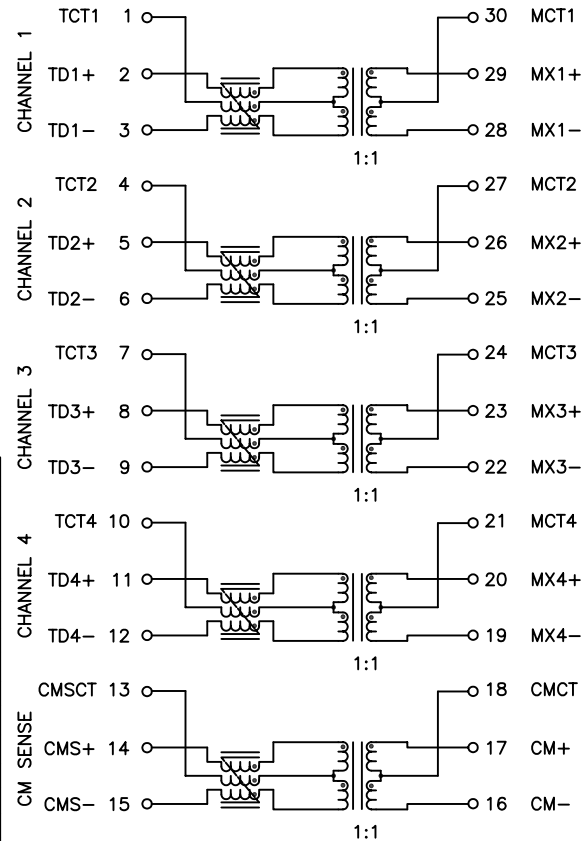 CHANNEL 1
TCT1 1 30 MCT1
TD1+ 2 29 MX1+
TD1- 3 28 MX1-
1:1
CHANNEL 2
TCT2 4 27 MCT2
TD2+ 5 26 MX2+
TD2- 6 25 MX2-
1:1
CHANNEL 3
TCT3 7 24 MCT3
TD3+ 8 23 MX3+
TD3- 9 22 MX3-
1:1
CHANNEL 4
TCT4 10 21 MCT4
TD4+ 11 20 MX4+
TD4- 12 19 MX4-
1:1
CM SENSE
CMSCT 13 18 CMCT
CMS+ 14 17 CM+
CMS- 15 16 CM-
1:1